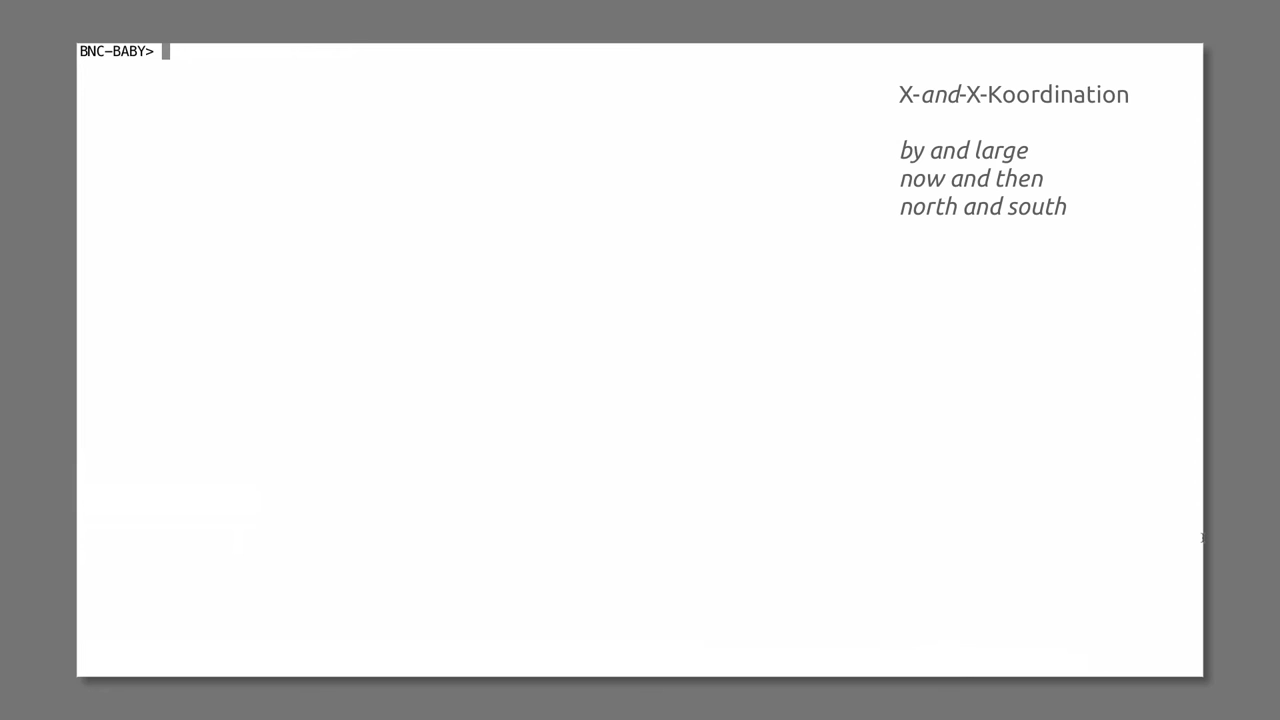 BNC-BABY>
X-and-X-Koordination
by and large
now and then
north and south